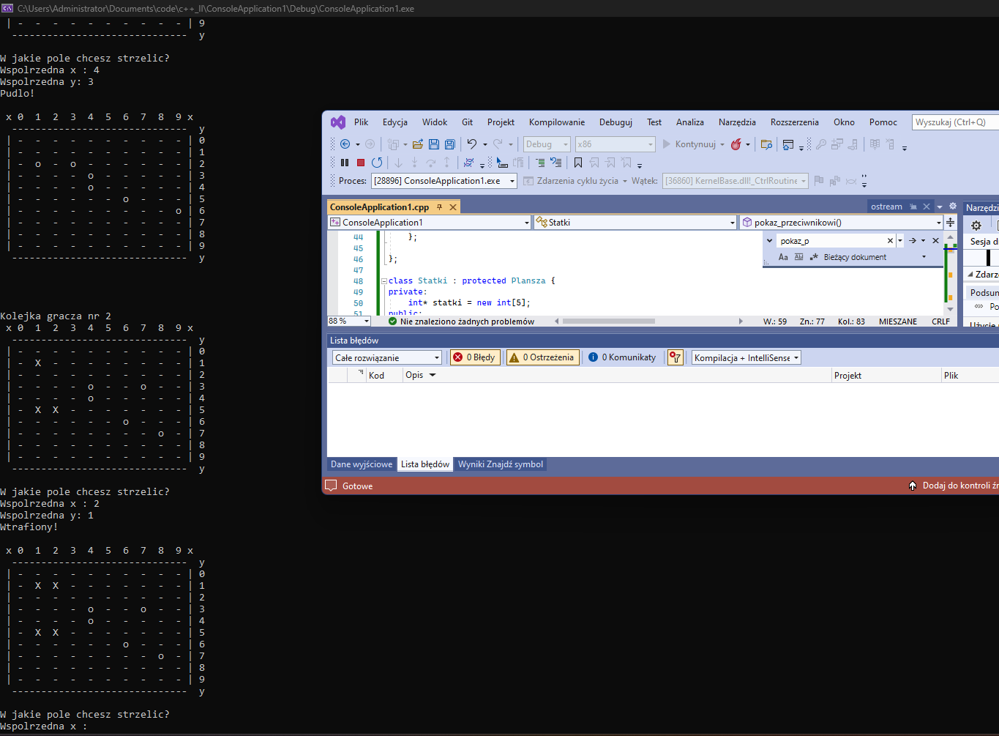 C:\Users\Administrator\Documents\code\c++_II\ConsoleApplication1\Debug\ConsoleApplication1.exe
| -  -  -  -  -  -  -  -  -  - | 9
------------------------------  y
W jakie pole chcesz strzelic?
Wspolrzedna x : 4
Wspolrzedna y: 3
Pudlo!
x 0  1  2  3  4  5  6  7  8  9 x
------------------------------  y
| -  -  -  -  -  -  -  -  -  - | 0
| -  -  -  -  -  -  -  -  -  - | 1
| -  o  -  o  -  -  -  -  -  - | 2
| -  -  -  -  o  -  -  -  -  - | 3
| -  -  -  -  o  -  -  -  -  - | 4
| -  -  -  -  -  -  o  -  -  - | 5
| -  -  -  -  -  -  -  -  -  o | 6
| -  -  -  -  -  -  -  -  -  - | 7
| -  -  -  -  -  -  -  -  -  - | 8
| -  -  -  -  -  -  -  -  -  - | 9
------------------------------  y
Kolejka gracza nr 2
x 0  1  2  3  4  5  6  7  8  9 x
------------------------------  y
| -  -  -  -  -  -  -  -  -  - | 0
| -  X  -  -  -  -  -  -  -  - | 1
| -  -  -  -  -  -  -  -  -  - | 2
| -  -  -  -  o  -  -  o  -  - | 3
| -  -  -  -  o  -  -  -  -  - | 4
| -  X  X  -  -  -  -  -  -  - | 5
| -  -  -  -  -  -  o  -  -  - | 6
| -  -  -  -  -  -  -  -  o  - | 7
| -  -  -  -  -  -  -  -  -  - | 8
| -  -  -  -  -  -  -  -  -  - | 9
------------------------------  y
W jakie pole chcesz strzelic?
Wspolrzedna x : 2
Wspolrzedna y: 1
Wtrafiony!
x 0  1  2  3  4  5  6  7  8  9 x
------------------------------  y
| -  -  -  -  -  -  -  -  -  - | 0
| -  X  X  -  -  -  -  -  -  - | 1
| -  -  -  -  -  -  -  -  -  - | 2
| -  -  -  -  o  -  -  o  -  - | 3
| -  -  -  -  o  -  -  -  -  - | 4
| -  X  X  -  -  -  -  -  -  - | 5
| -  -  -  -  -  -  o  -  -  - | 6
| -  -  -  -  -  -  -  -  o  - | 7
| -  -  -  -  -  -  -  -  -  - | 8
| -  -  -  -  -  -  -  -  -  - | 9
------------------------------  y
W jakie pole chcesz strzelic?
Wspolrzedna x :
Plik Edycja Widok Git Projekt Kompilowanie Debuguj Test Analiza Narzędzia Rozszerzenia Okno Pomoc Wyszukaj (Ctrl+Q)
Debug x86 Kontynuuj
Proces: [28896] ConsoleApplication1.exe Zdarzenia cyklu życia Wątek: [36860] KernelBase.dll!_CtrlRoutine
ConsoleApplication1.cpp ostream
ConsoleApplication1 Statki pokaz_przeciwnikowi()
pokaz_p
Aa Ab Bieżący dokument
44 };
45
46 };
47
48 class Statki : protected Plansza {
49 private:
50 int* statki = new int[5];
51 public:
88 % Nie znaleziono żadnych problemów W.: 59 Zn.: 77 Kol.: 83 MIESZANE CRLF
Narzędzi
Sesja di
Zdarze
Podsun
Po
Użycie
Lista błędów
Całe rozwiązanie 0 Błędy 0 Ostrzeżenia 0 Komunikaty Kompilacja + IntelliSense
Kod Opis Projekt Plik
Dane wyjściowe Lista błędów Wyniki Znajdź symbol
Gotowe Dodaj do kontroli źr